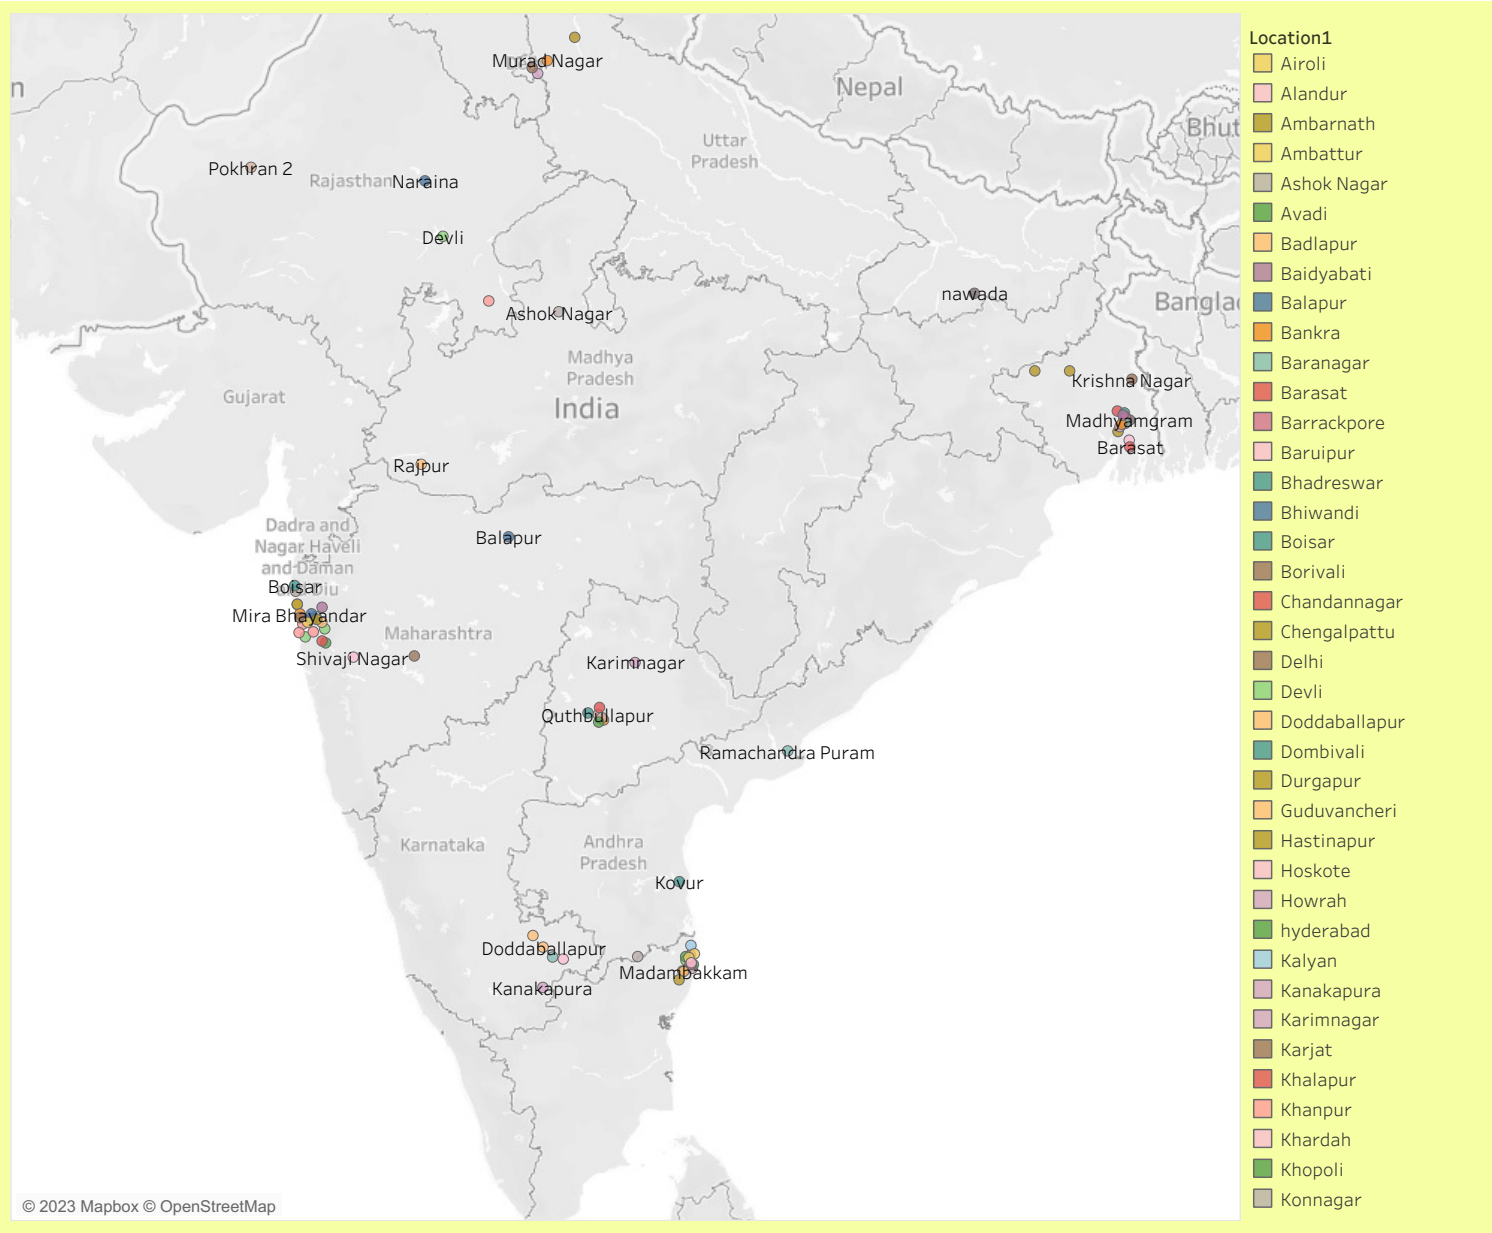 Murad Nagar
n
Nepal
Bhut
Uttar
Pradesh
Pokhran 2
Rajasthan
Naraina
Devli
nawada
Banglad
Ashok Nagar
Madhya
Pradesh
Krishna Nagar
Gujarat
India
Madhyamgram
Barasat
Rajpur
Dadra and
Nagar Haveli
and Daman
Diu
Balapur
Boisar
Mira Bhayandar
Maharashtra
Shivaji Nagar
Karimnagar
Quthbullapur
Ramachandra Puram
Karnataka
Andhra
Pradesh
Kovur
Doddaballapur
Madambakkam
Kanakapura
© 2023 Mapbox © OpenStreetMap
Location1
Airoli
Alandur
Ambarnath
Ambattur
Ashok Nagar
Avadi
Badlapur
Baidyabati
Balapur
Bankra
Baranagar
Barasat
Barrackpore
Baruipur
Bhadreswar
Bhiwandi
Boisar
Borivali
Chandannagar
Chengalpattu
Delhi
Devli
Doddaballapur
Dombivali
Durgapur
Guduvancheri
Hastinapur
Hoskote
Howrah
hyderabad
Kalyan
Kanakapura
Karimnagar
Karjat
Khalapur
Khanpur
Khardah
Khopoli
Konnagar